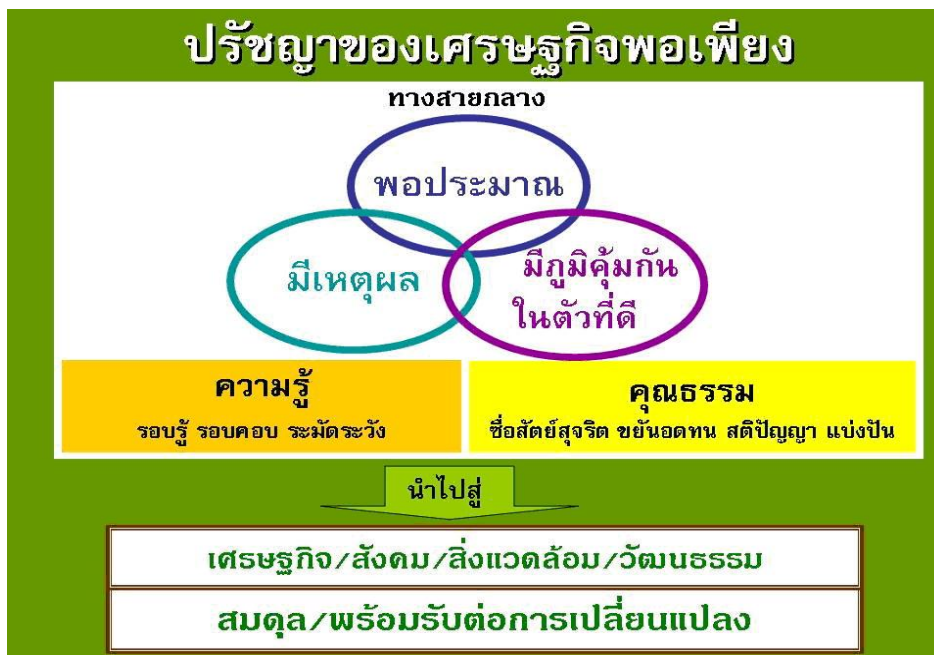 ปรัชญาของเศรษฐกิจพอเพียง
ทางสายกลาง
พอประมาณ
มีเหตุผล
มีภูมิคุ้มกัน
ในตัวที่ดี
ความรู้
รอบรู้ รอบคอบ ระมัดระวัง
คุณธรรม
ซื่อสัตย์สุจริต ขยันอดทน สติปัญญา แบ่งปัน
นำไปสู่
เศรษฐกิจ/สังคม/สิ่งแวดล้อม/วัฒนธรรม
สมดุล/พร้อมรับต่อการเปลี่ยนแปลง